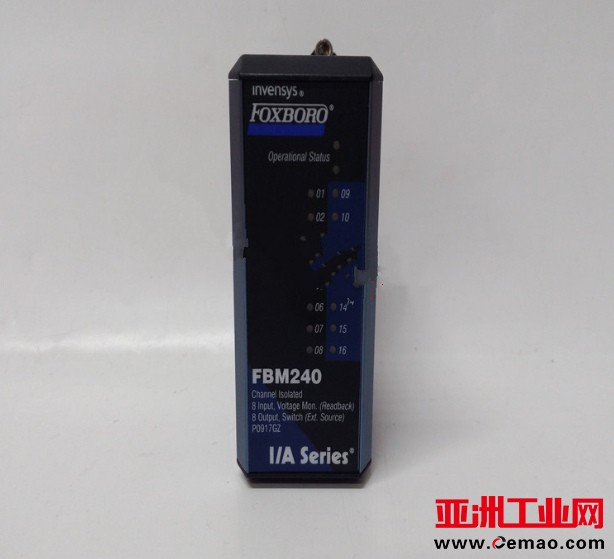 invensys®
FOXBORO®
Operational Status
01 09
02 10
06 14
07 15
08 16
FBM240
Channel Isolated
8 Input, Voltage Mon. (Readback)
8 Output, Switch (Ext. Source)
P0917GZ
I/A Series®
亚洲工业网
www.Cemao.com